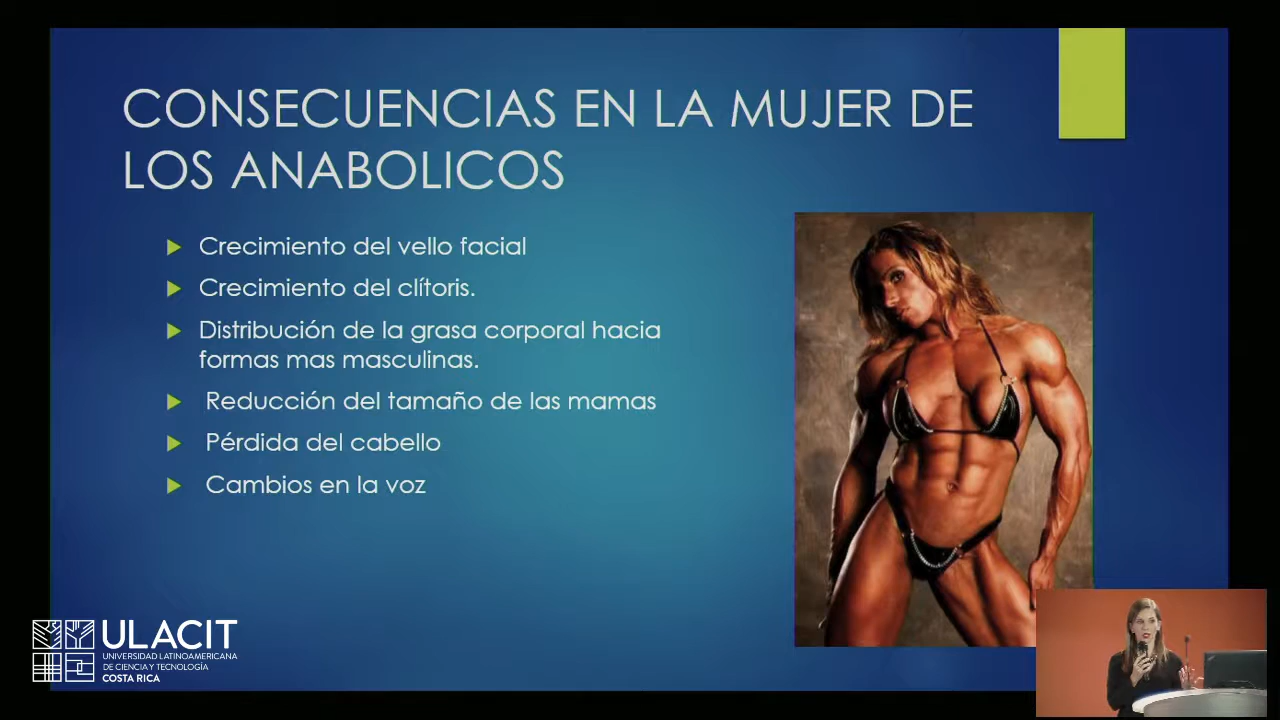 CONSECUENCIAS EN LA MUJER DE
LOS ANABOLICOS
Crecimiento del vello facial
Crecimiento del clítoris.
Distribución de la grasa corporal hacia
formas mas masculinas.
Reducción del tamaño de las mamas
Pérdida del cabello
Cambios en la voz
ULACIT
UNIVERSIDAD LATINOAMERICANA
DE CIENCIA Y TECNOLOGÍA
COSTA RICA